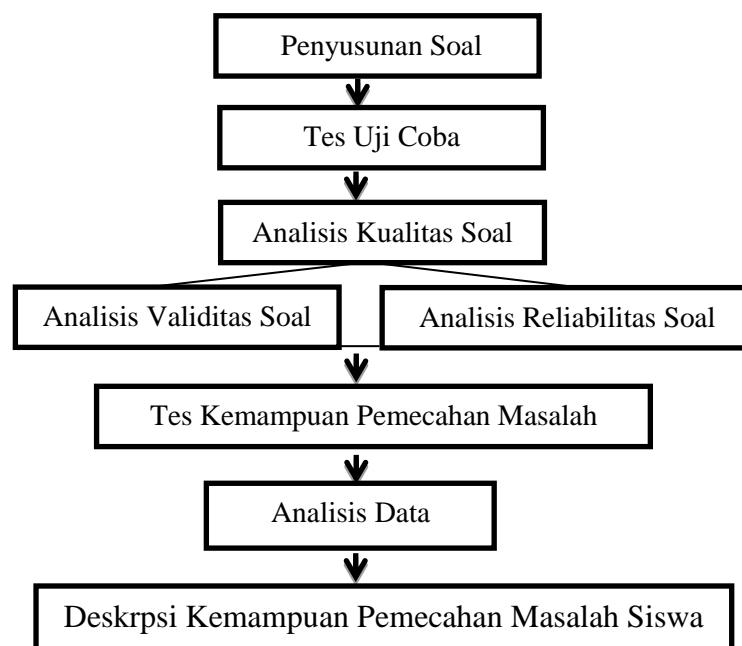 Penyusunan Soal
Tes Uji Coba
Analisis Kualitas Soal
Analisis Validitas Soal
Analisis Reliabilitas Soal
Tes Kemampuan Pemecahan Masalah
Analisis Data
Deskrpsi Kemampuan Pemecahan Masalah Siswa